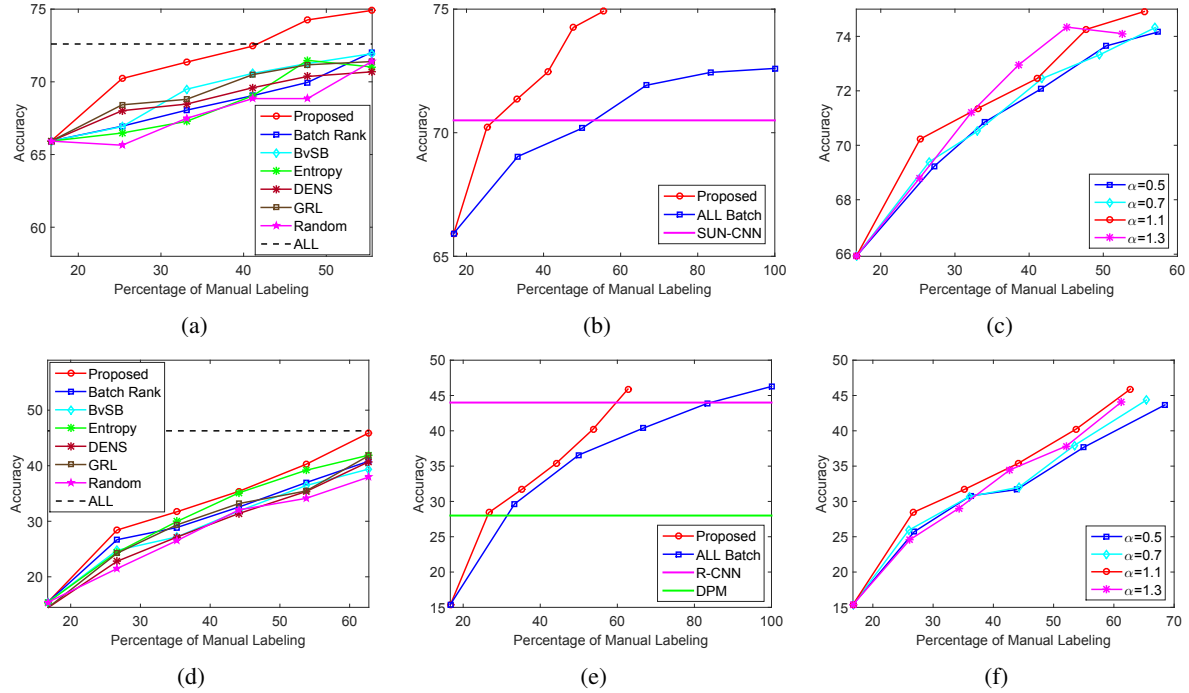 75
70
65
60
Accuracy
20
30
40
50
Percentage of Manual Labeling
Proposed
Batch Rank
BvSB
Entropy
DENS
GRL
Random
ALL
(a)
75
70
65
Accuracy
20
40
60
80
100
Percentage of Manual Labeling
Proposed
ALL Batch
SUN-CNN
(b)
74
72
70
68
66
Accuracy
20
30
40
50
60
Percentage of Manual Labeling
α=0.5
α=0.7
α=1.1
α=1.3
(c)
50
40
30
20
Accuracy
20
30
40
50
60
Percentage of Manual Labeling
Proposed
Batch Rank
BvSB
Entropy
DENS
GRL
Random
ALL
(d)
50
45
40
35
30
25
20
15
Accuracy
20
40
60
80
100
Percentage of Manual Labeling
Proposed
ALL Batch
R-CNN
DPM
(e)
50
45
40
35
30
25
20
15
Accuracy
20
30
40
50
60
70
Percentage of Manual Labeling
α=0.5
α=0.7
α=1.1
α=1.3
(f)